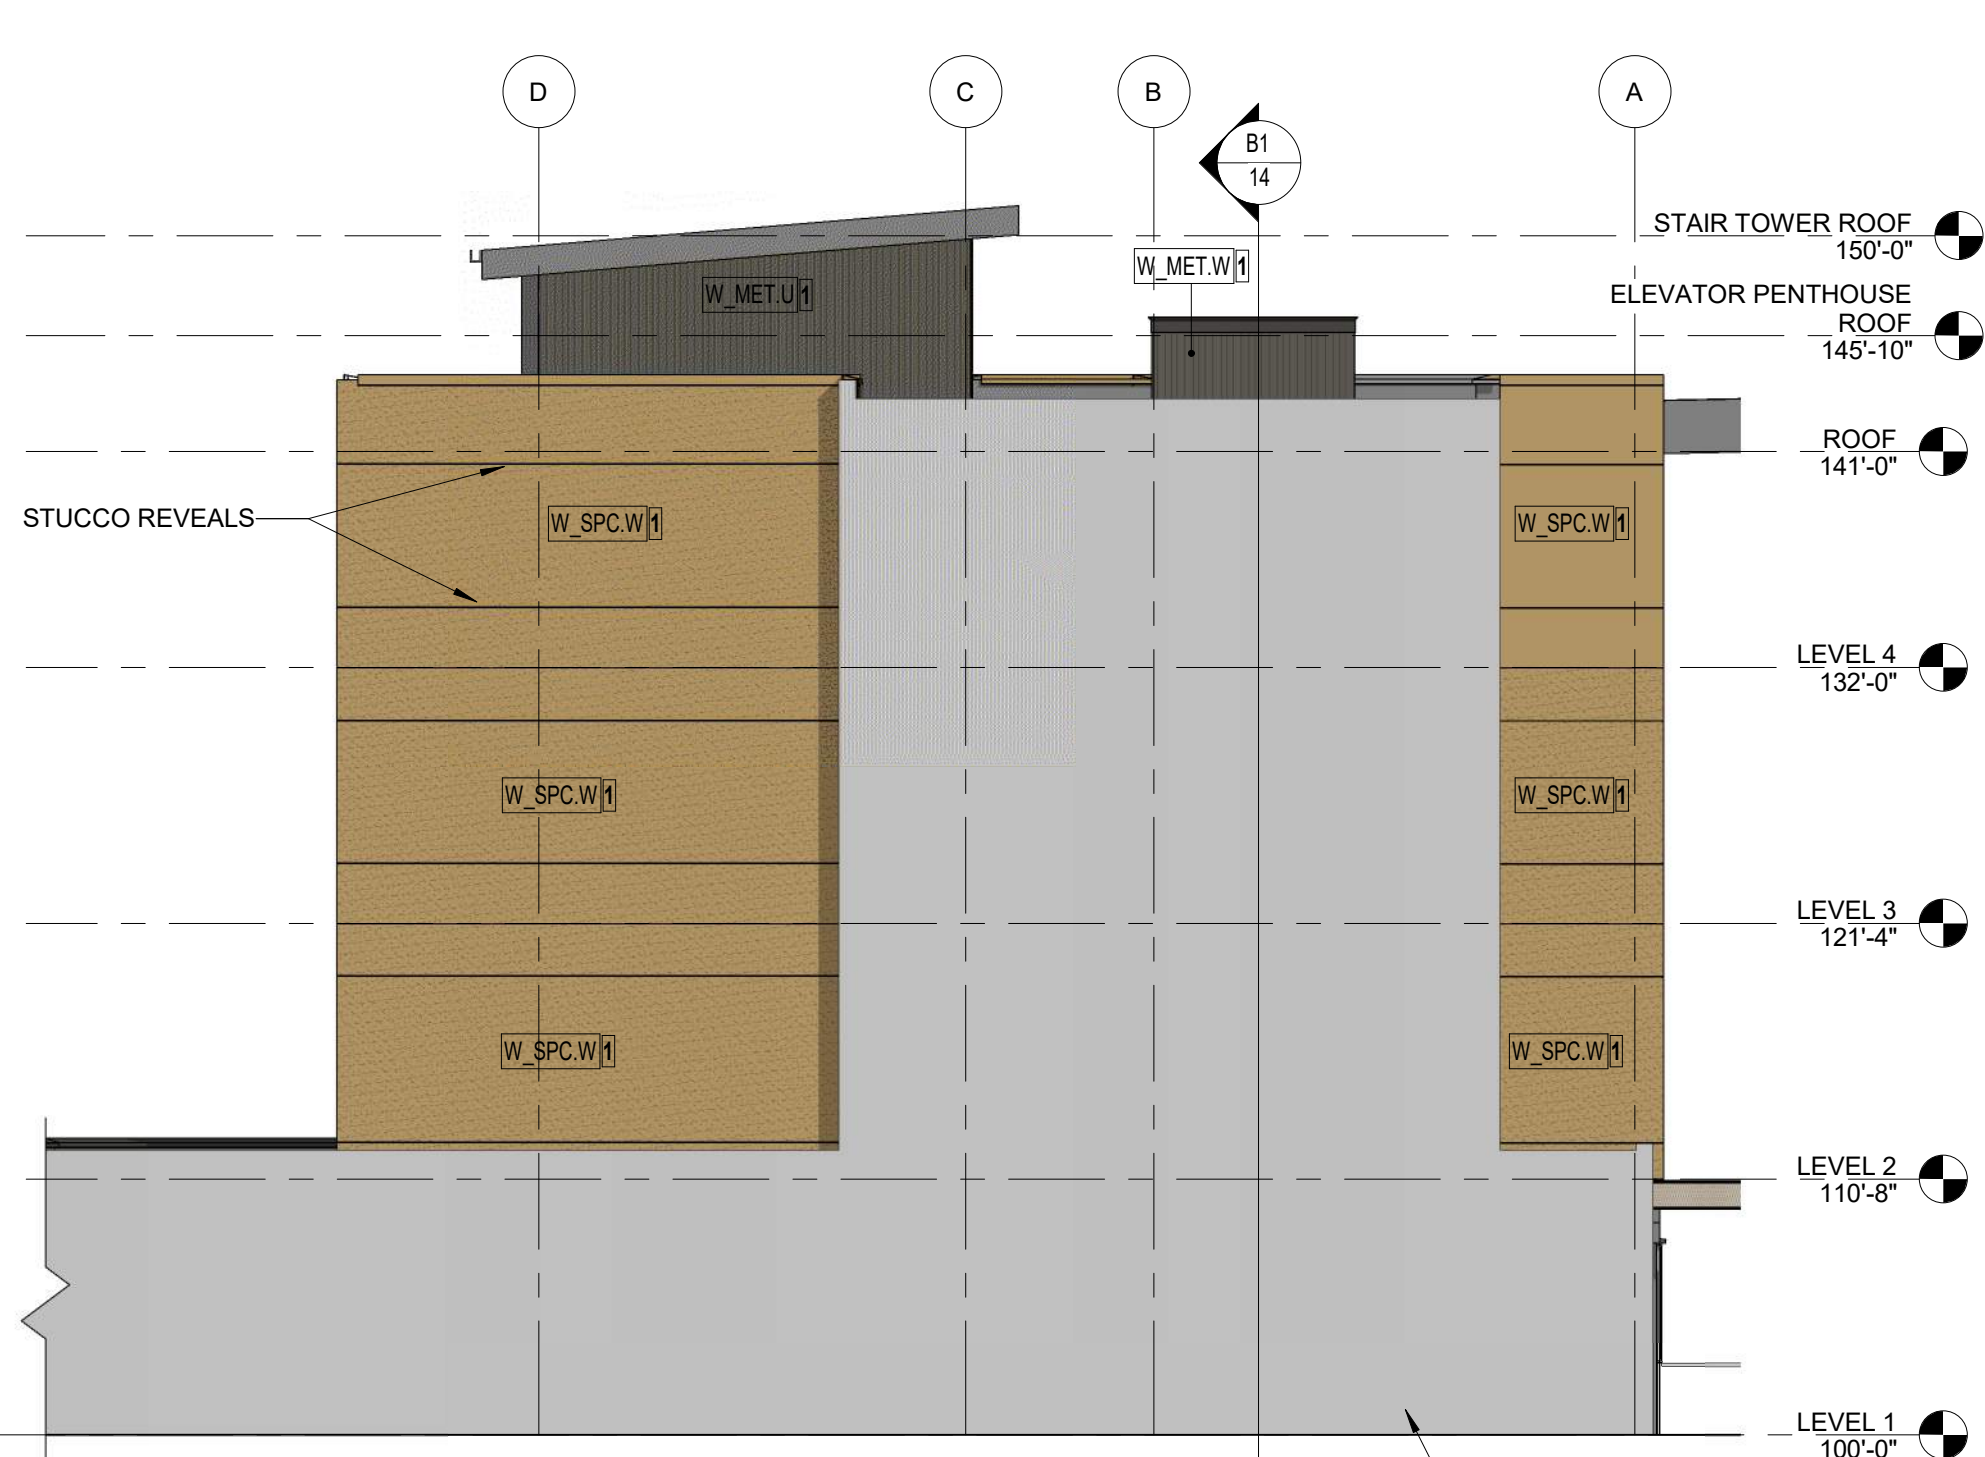 D
C
B
A
B1
14
STAIR TOWER ROOF
150'-0"
W_MET.W 1
W_MET.U 1
ELEVATOR PENTHOUSE
ROOF
145'-10"
ROOF
141'-0"
STUCCO REVEALS
W_SPC.W 1
W_SPC.W 1
LEVEL 4
132'-0"
W_SPC.W 1
W_SPC.W 1
LEVEL 3
121'-4"
W_SPC.W 1
W_SPC.W 1
LEVEL 2
110'-8"
LEVEL 1
100'-0"